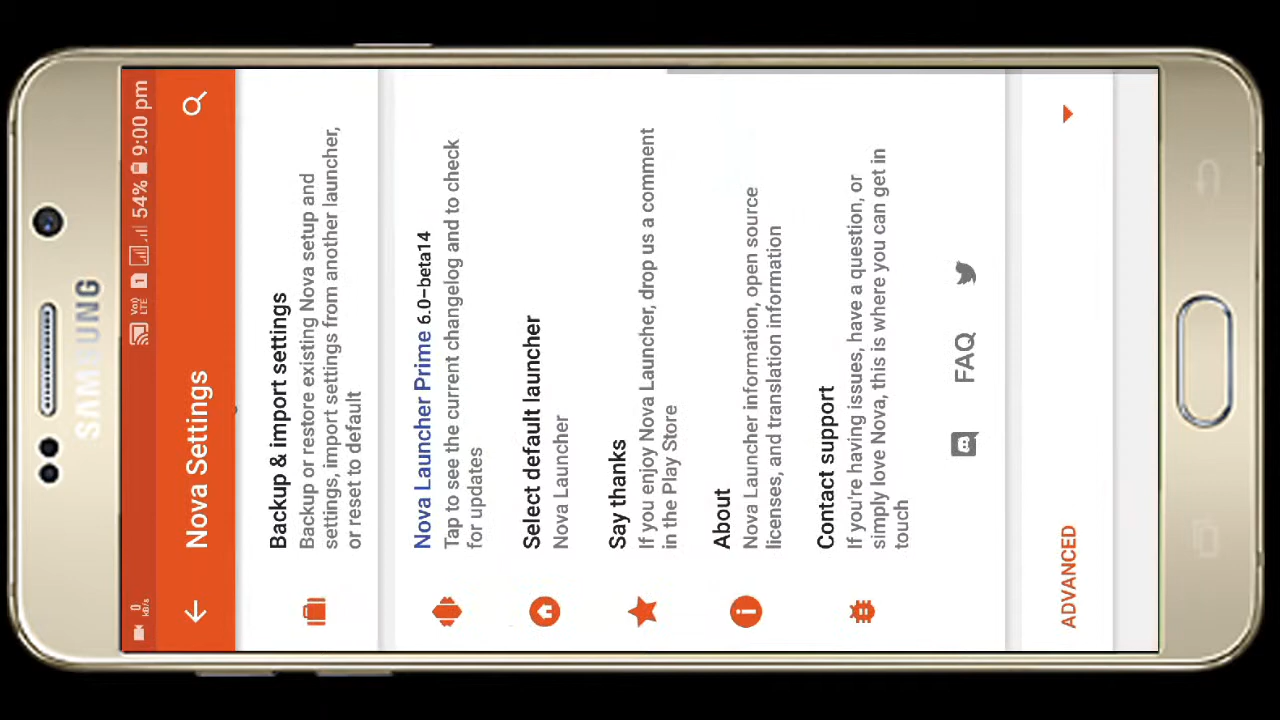 SAMSUNG
0 kB/s
Vo) LTE 1 54% 9:00 pm
Nova Settings
Backup & import settings
Backup or restore existing Nova setup and
settings, import settings from another launcher,
or reset to default
Nova Launcher Prime 6.0-beta14
Tap to see the current changelog and to check
for updates
Select default launcher
Nova Launcher
Say thanks
If you enjoy Nova Launcher, drop us a comment
in the Play Store
About
Nova Launcher information, open source
licenses, and translation information
Contact support
If you're having issues, have a question, or
simply love Nova, this is where you can get in
touch
FAQ
ADVANCED